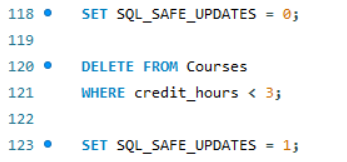 118 SET SQL_SAFE_UPDATES = 0;
119
120 DELETE FROM Courses
121 WHERE credit_hours < 3;
122
123 SET SQL_SAFE_UPDATES = 1;